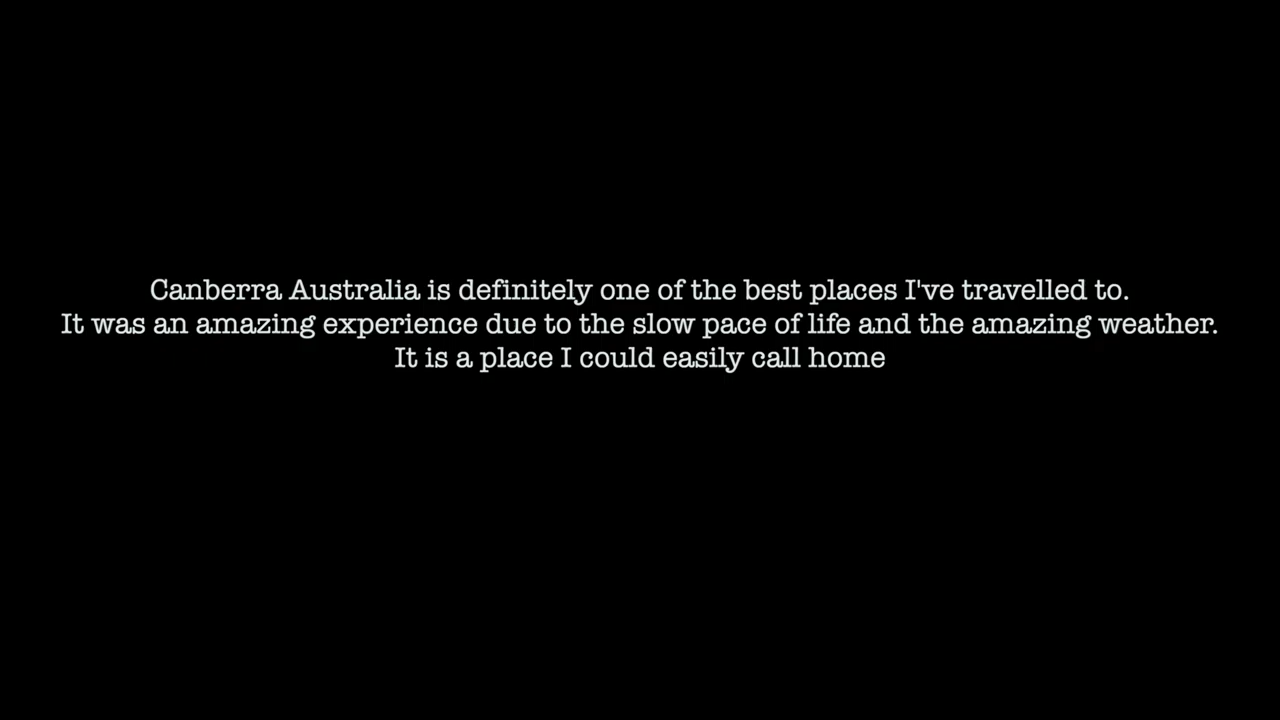 Canberra Australia is definitely one of the best places I've travelled to.
It was an amazing experience due to the slow pace of life and the amazing weather.
It is a place I could easily call home